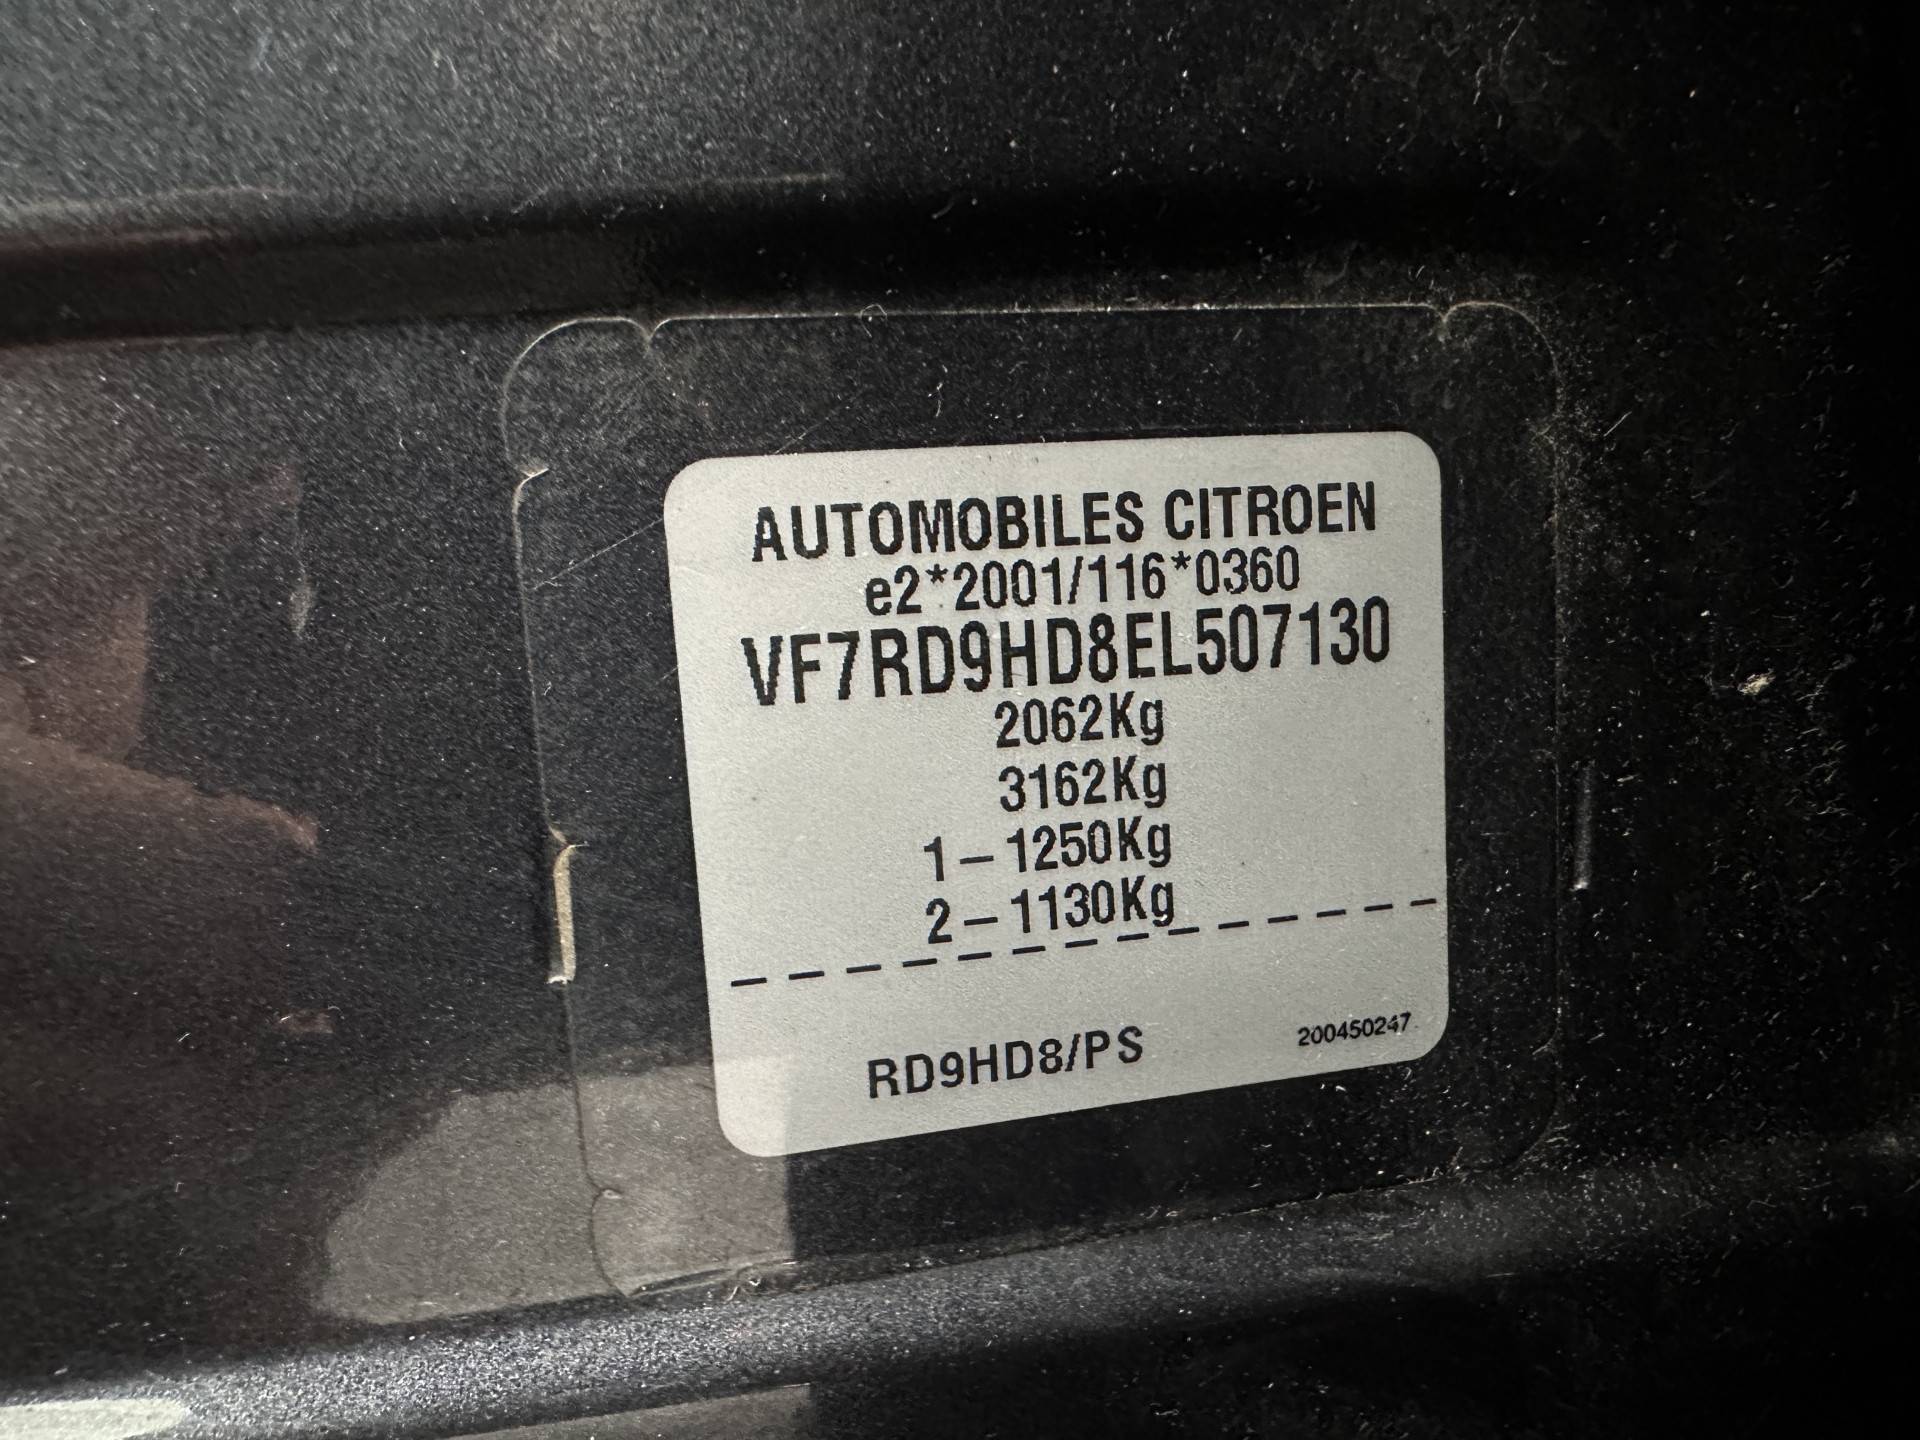 AUTOMOBILES CITROEN
e2*2001/116*0360
VF7RD9HD8EL507130
2062Kg
3162Kg
1-1250Kg
2-1130Kg
RD9HD8/PS
200450247